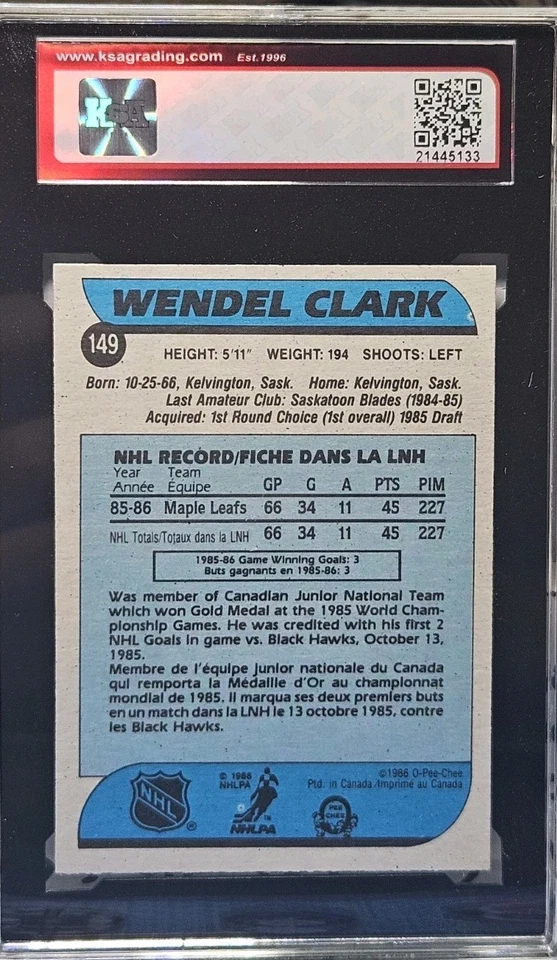 www.ksagrading.com Est.1996
KSA
21445133
WENDEL CLARK
149
HEIGHT: 5'11" WEIGHT: 194 SHOOTS: LEFT
Born: 10-25-66, Kelvington, Sask. Home: Kelvington, Sask.
Last Amateur Club: Saskatoon Blades (1984-85)
Acquired: 1st Round Choice (1st overall) 1985 Draft
NHL RECORD/FICHE DANS LA LNH
Year Team
Année Équipe GP G A PTS PIM
85-86 Maple Leafs 66 34 11 45 227
NHL Totals/Totaux dans la LNH 66 34 11 45 227
1985-86 Game Winning Goals: 3
Buts gagnants en 1985-86: 3
Was member of Canadian Junior National Team
which won Gold Medal at the 1985 World Cham-
pionship Games. He was credited with his first 2
NHL Goals in game vs. Black Hawks, October 13,
1985.
Membre de l'équipe junior nationale du Canada
qui remporta la Médaille d'Or au championnat
mondial de 1985. Il marqua ses deux premiers buts
en un match dans la LNH le 13 octobre 1985, contre
les Black Hawks.
NHL ®
© 1986
NHLPA
NHLPA ™
©1986 O-Pee-Chee
Ptd. in Canada/Imprimé au Canada
O PEE CHEE